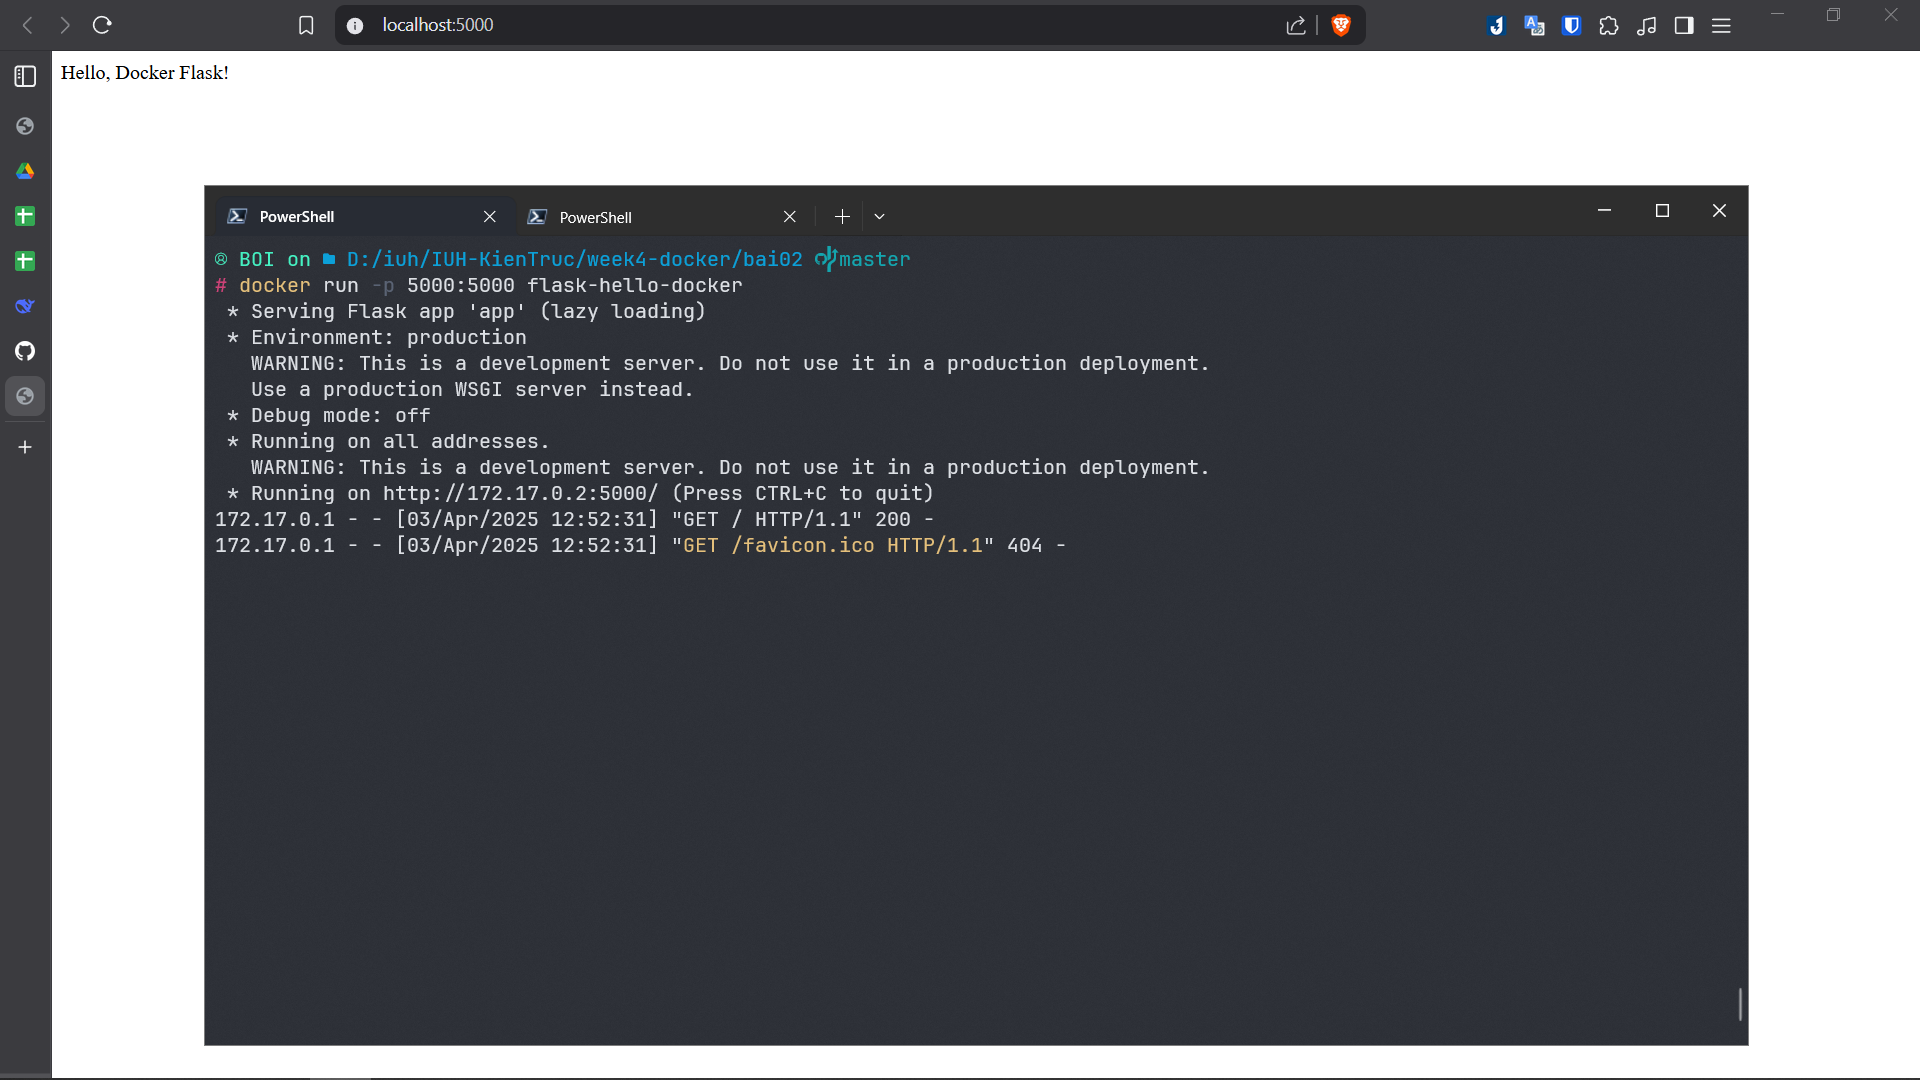 localhost:5000
Hello, Docker Flask!
PowerShell
PowerShell
BOI on D:/iuh/IUH-KienTruc/week4-docker/bai02 master
# docker run -p 5000:5000 flask-hello-docker
* Serving Flask app 'app' (lazy loading)
* Environment: production
WARNING: This is a development server. Do not use it in a production deployment.
Use a production WSGI server instead.
* Debug mode: off
* Running on all addresses.
WARNING: This is a development server. Do not use it in a production deployment.
* Running on http://172.17.0.2:5000/ (Press CTRL+C to quit)
172.17.0.1 - - [03/Apr/2025 12:52:31] "GET / HTTP/1.1" 200 -
172.17.0.1 - - [03/Apr/2025 12:52:31] "GET /favicon.ico HTTP/1.1" 404 -